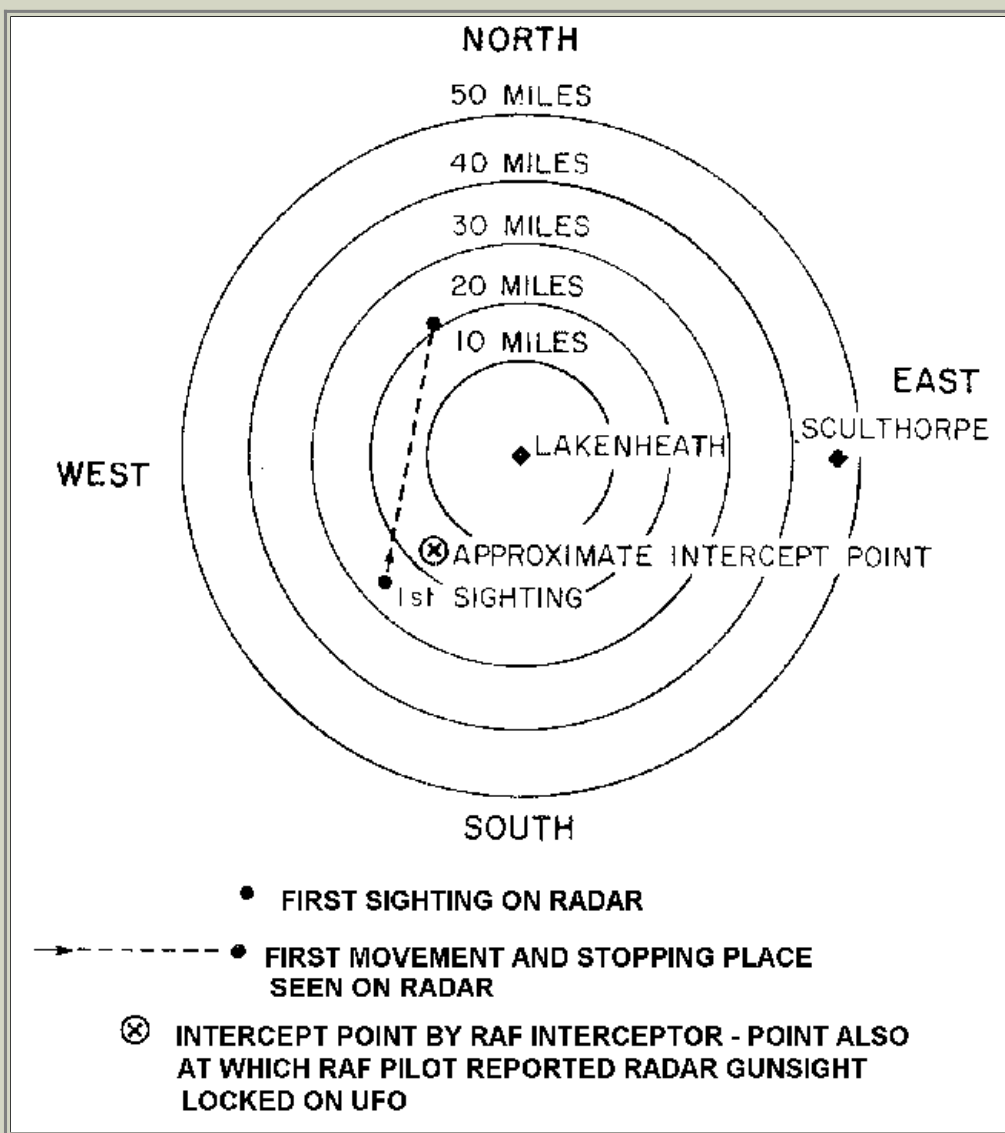 NORTH
50 MILES
40 MILES
30 MILES
20 MILES
10 MILES
EAST
SCULTHORPE
LAKENHEATH
WEST
APPROXIMATE INTERCEPT POINT
1st SIGHTING
SOUTH
FIRST SIGHTING ON RADAR
FIRST MOVEMENT AND STOPPING PLACE
SEEN ON RADAR
INTERCEPT POINT BY RAF INTERCEPTOR - POINT ALSO
AT WHICH RAF PILOT REPORTED RADAR GUNSIGHT
LOCKED ON UFO